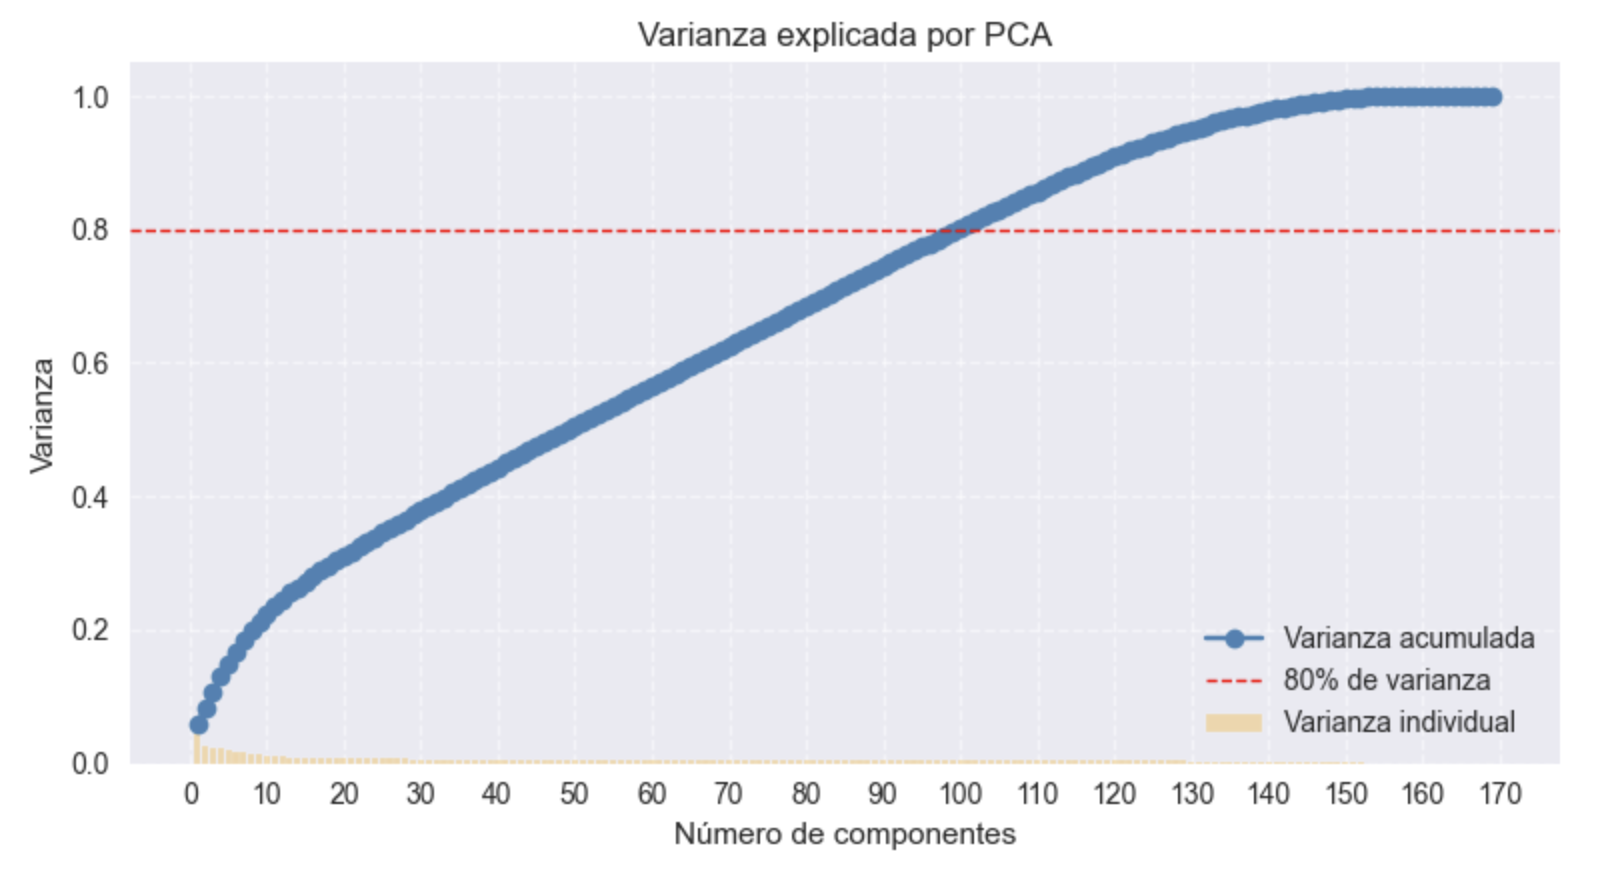 Varianza explicada por PCA
1.0
0.8
0.6
0.4
0.2
0.0
Varianza
Varianza acumulada
80% de varianza
Varianza individual
0 10 20 30 40 50 60 70 80 90 100 110 120 130 140 150 160 170
Número de componentes